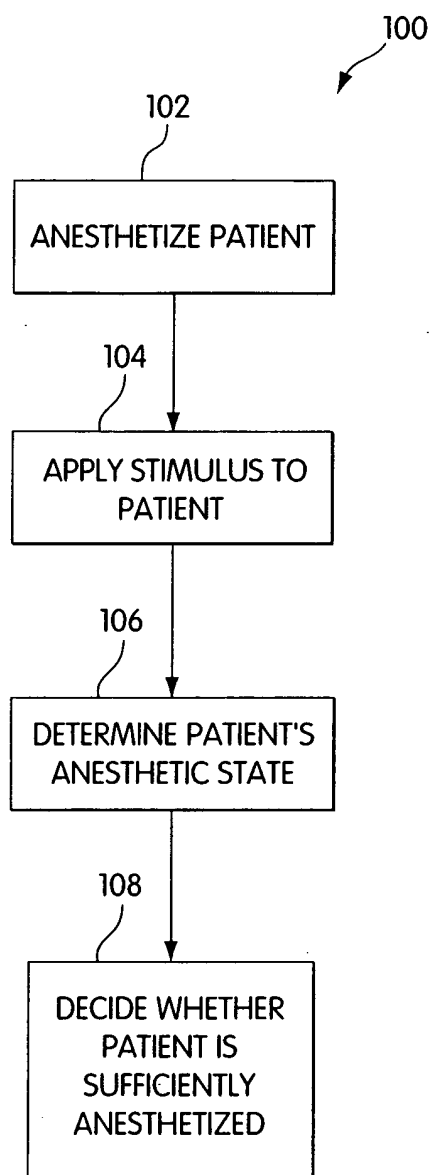 100
102
ANESTHETIZE PATIENT
104
APPLY STIMULUS TO
PATIENT
106
DETERMINE PATIENT'S
ANESTHETIC STATE
108
DECIDE WHETHER
PATIENT IS
SUFFICIENTLY
ANESTHETIZED